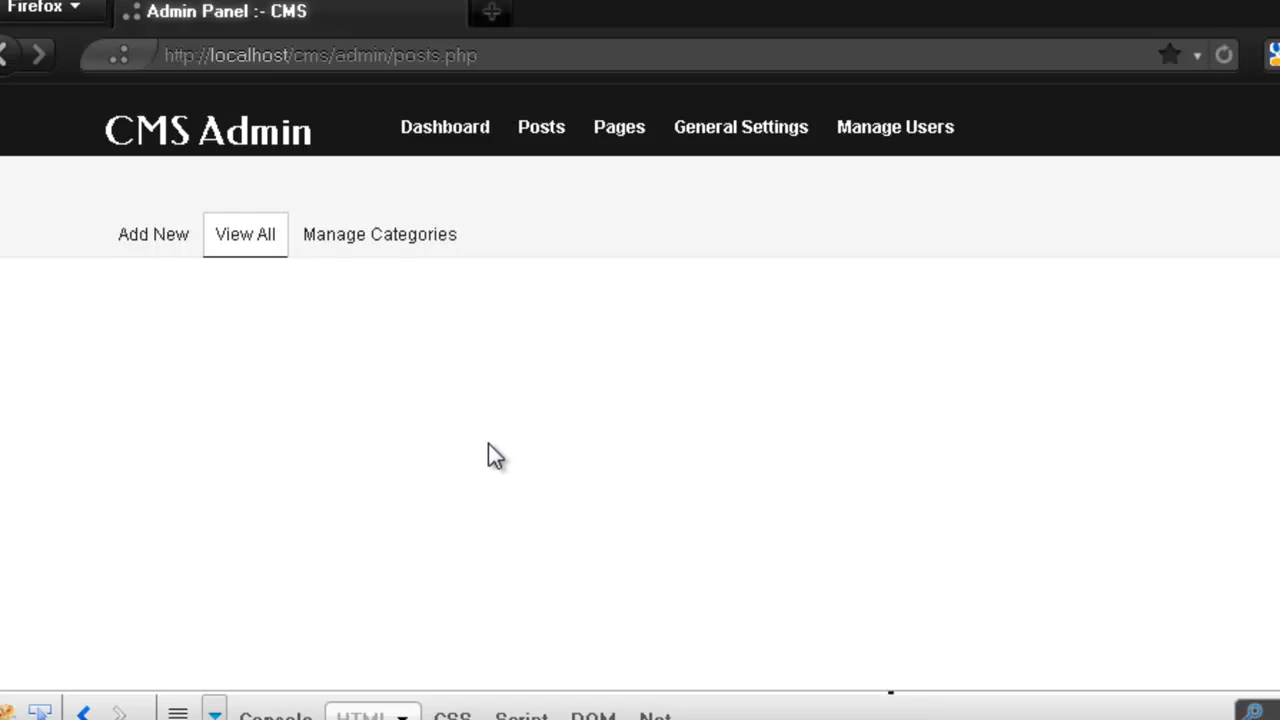 Firefox
Admin Panel :- CMS
http://localhost/cms/admin/posts.php
CMS Admin
Dashboard Posts Pages General Settings Manage Users
Add New View All Manage Categories
Console HTML CSS Script DOM Net